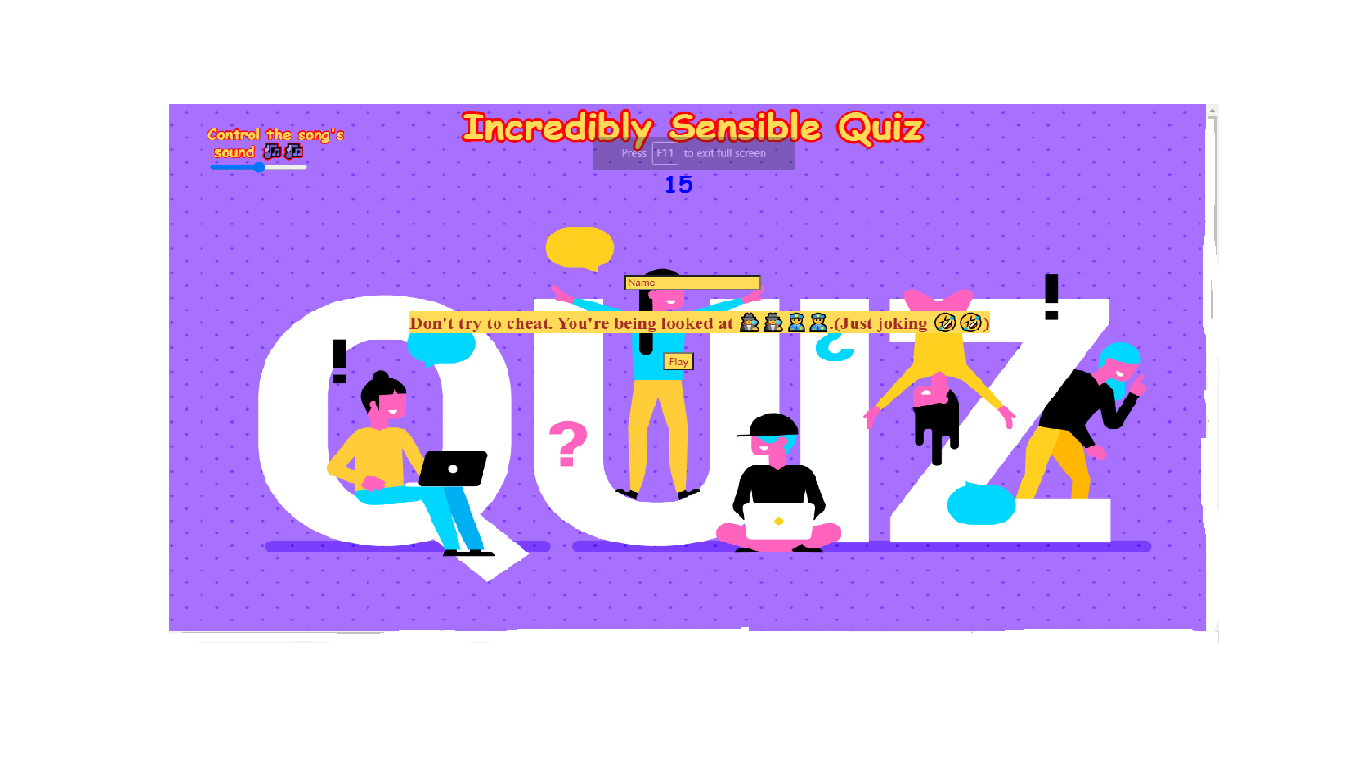 Incredibly Sensible Quiz
Control the song's
sound 🎶🎶
Press F11 to exit full screen
15
Name
Don't try to cheat. You're being looked at 🕵️🕵️👮👮.(Just joking 🤣🤣)
Play
QUIZ